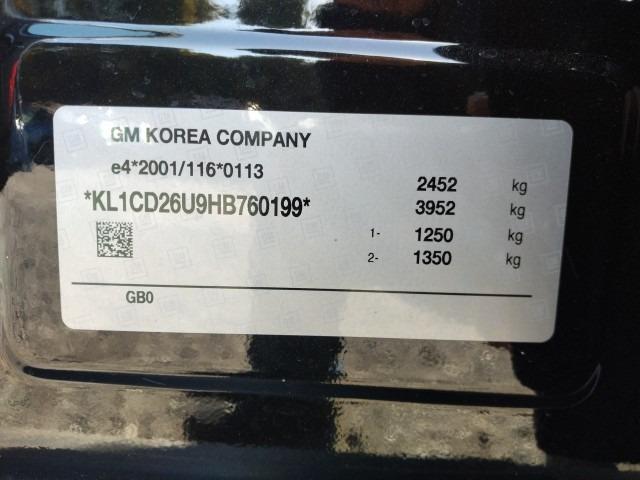 GM KOREA COMPANY
e4*2001/116*0113
*KL1CD26U9HB760199*
2452 kg
3952 kg
1- 1250 kg
2- 1350 kg
GB0